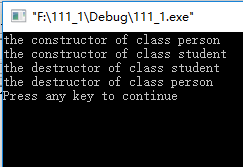 "F:\111_1\Debug\111_1.exe"
the constructor of class person
the constructor of class student
the destructor of class student
the destructor of class person
Press any key to continue